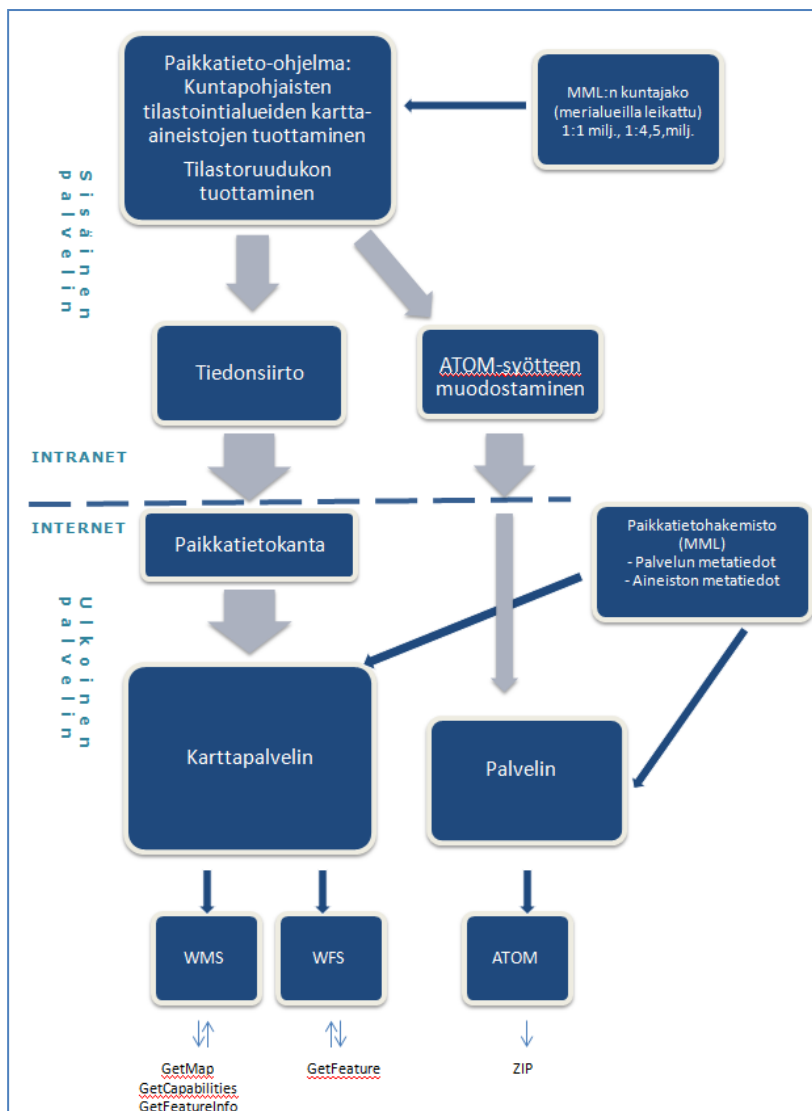 Paikkatieto-ohjelma:
Kuntapohjaisten
tilastointialueiden kartta-
aineistojen tuottaminen
Tilastoruudukon
tuottaminen
MML:n kuntajako
(merialueilla leikattu)
1:1 milj., 1:4,5,milj.
Sisäinen
palvelin
Tiedonsiirto
ATOM-syötteen
muodostaminen
INTRANET
INTERNET
Paikkatietokanta
Paikkatietohakemisto
(MML)
- Palvelun metatiedot
- Aineiston metatiedot
Ulkoinen
palvelin
Karttapalvelin
Palvelin
WMS
WFS
ATOM
GetMap
GetCapabilities
GetFeatureInfo
GetFeature
ZIP